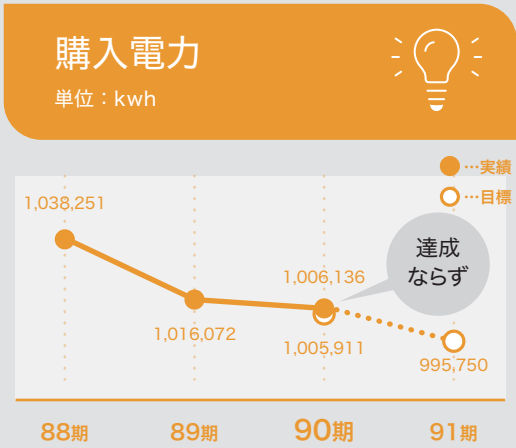 購入電力
単位：kwh
…実績
…目標
1,038,251
達成
ならず
1,006,136
1,016,072
1,005,911
995,750
88期
89期
90期
91期